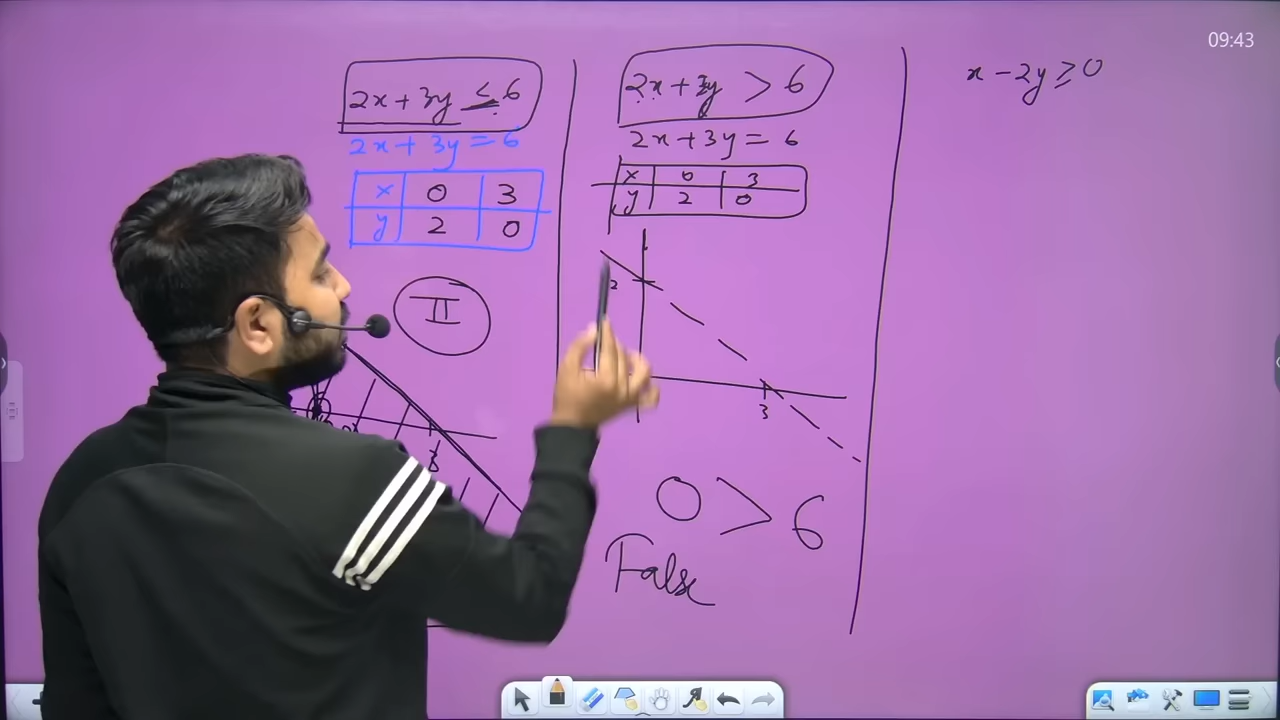 09:43
2x + 3y ≤ 6
2x + 3y = 6
x 0 3
y 2 0
II
3
2x + 3y > 6
2x + 3y = 6
x 0 3
y 2 0
2
3
0 > 6
False
x - 2y ≥ 0